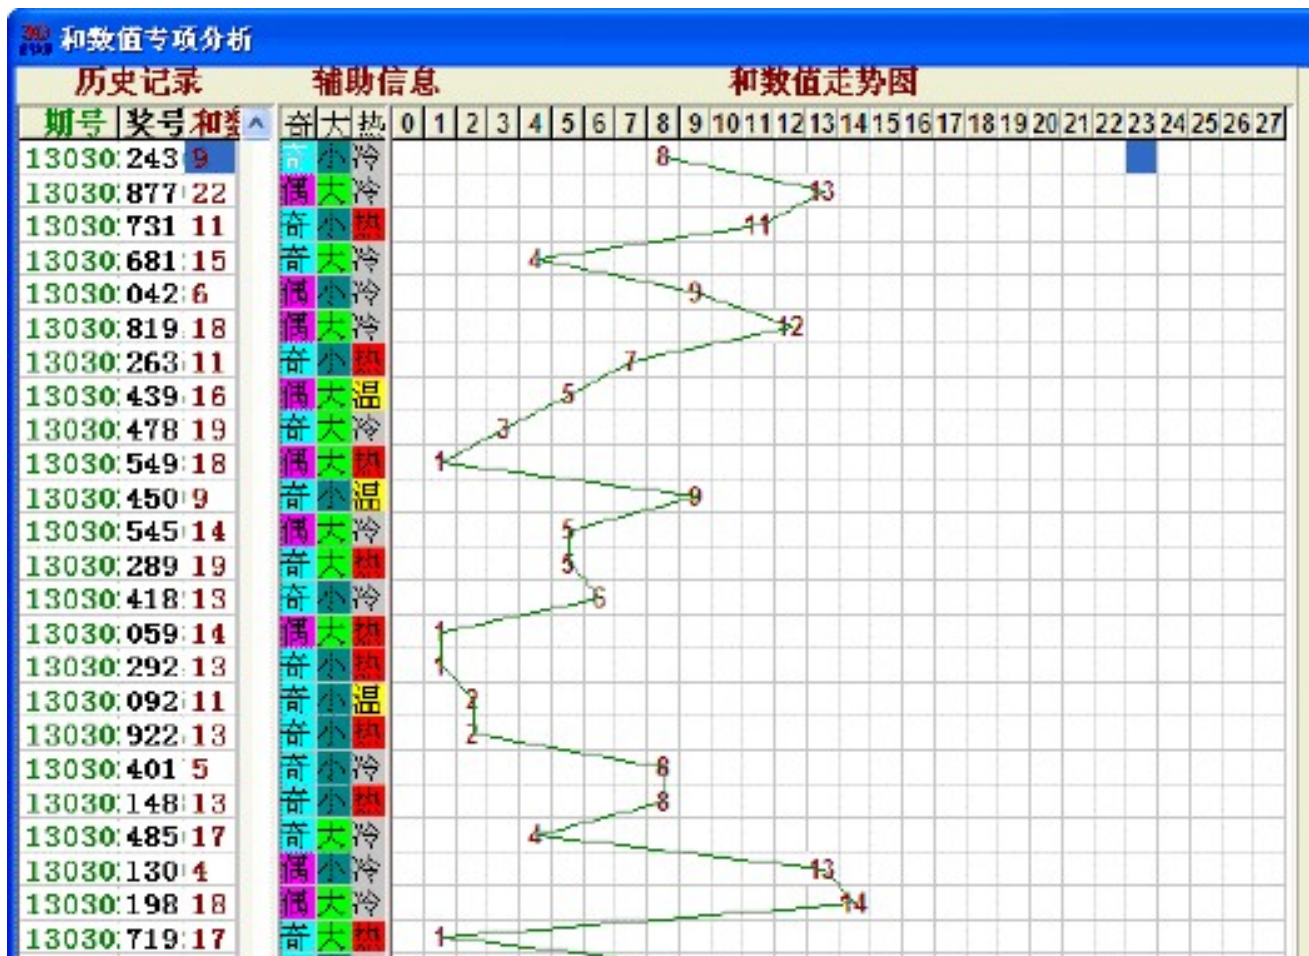 和数值专项分析
历史记录 辅助信息 和数值走势图
期号 奖号 和数 奇 大 热 0 1 2 3 4 5 6 7 8 9 10 11 12 13 14 15 16 17 18 19 20 21 22 23 24 25 26 27
13030 243 9 奇 小 冷 8
13030 877 22 偶 大 冷 13
13030 731 11 奇 小 热 11
13030 681 15 奇 大 冷 4
13030 042 6 偶 小 冷 9
13030 819 18 偶 大 冷 12
13030 263 11 奇 小 热 7
13030 439 16 偶 大 温 5
13030 478 19 奇 大 冷 3
13030 549 18 偶 大 热 1
13030 450 9 奇 小 温 9
13030 545 14 偶 大 冷 5
13030 289 19 奇 大 热 5
13030 418 13 奇 小 冷 6
13030 059 14 偶 大 热 1
13030 292 13 奇 小 热 1
13030 092 11 奇 小 温 2
13030 922 13 奇 小 热 2
13030 401 5 奇 小 冷 8
13030 148 13 奇 小 热 8
13030 485 17 奇 大 冷 4
13030 130 4 偶 小 冷 13
13030 198 18 偶 大 冷 14
13030 719 17 奇 大 热 1